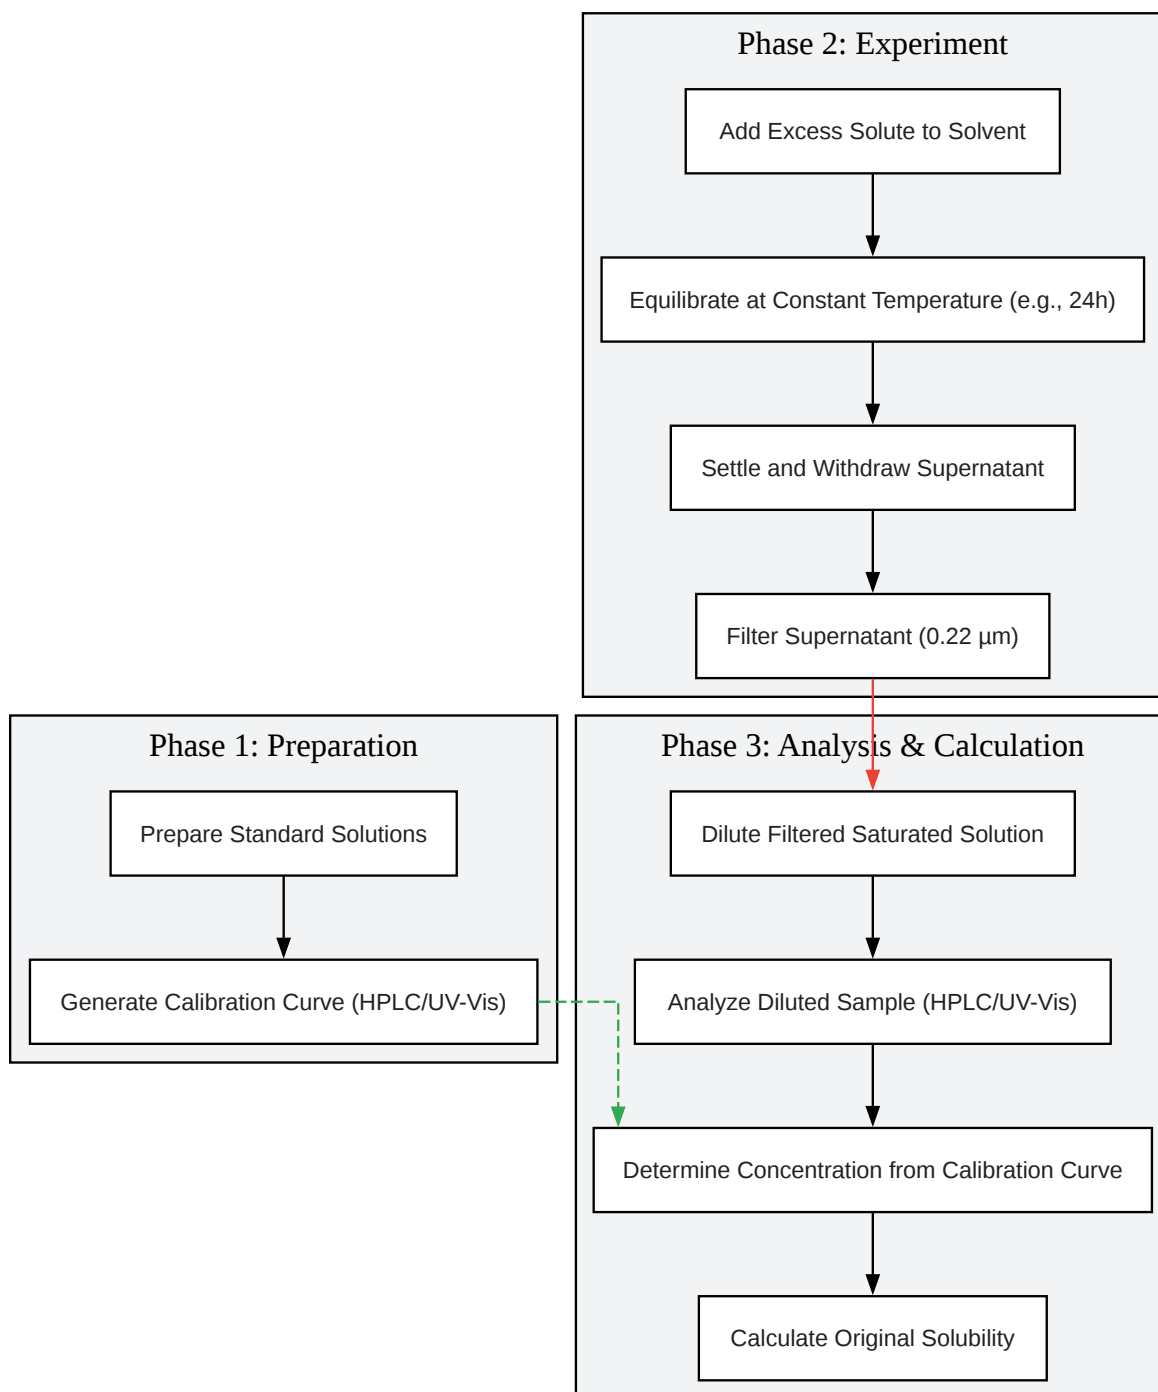 Phase 2: Experiment
Add Excess Solute to Solvent
Equilibrate at Constant Temperature (e.g., 24h)
Settle and Withdraw Supernatant
Filter Supernatant (0.22 µm)
Phase 1: Preparation
Prepare Standard Solutions
Generate Calibration Curve (HPLC/UV-Vis)
Phase 3: Analysis & Calculation
Dilute Filtered Saturated Solution
Analyze Diluted Sample (HPLC/UV-Vis)
Determine Concentration from Calibration Curve
Calculate Original Solubility